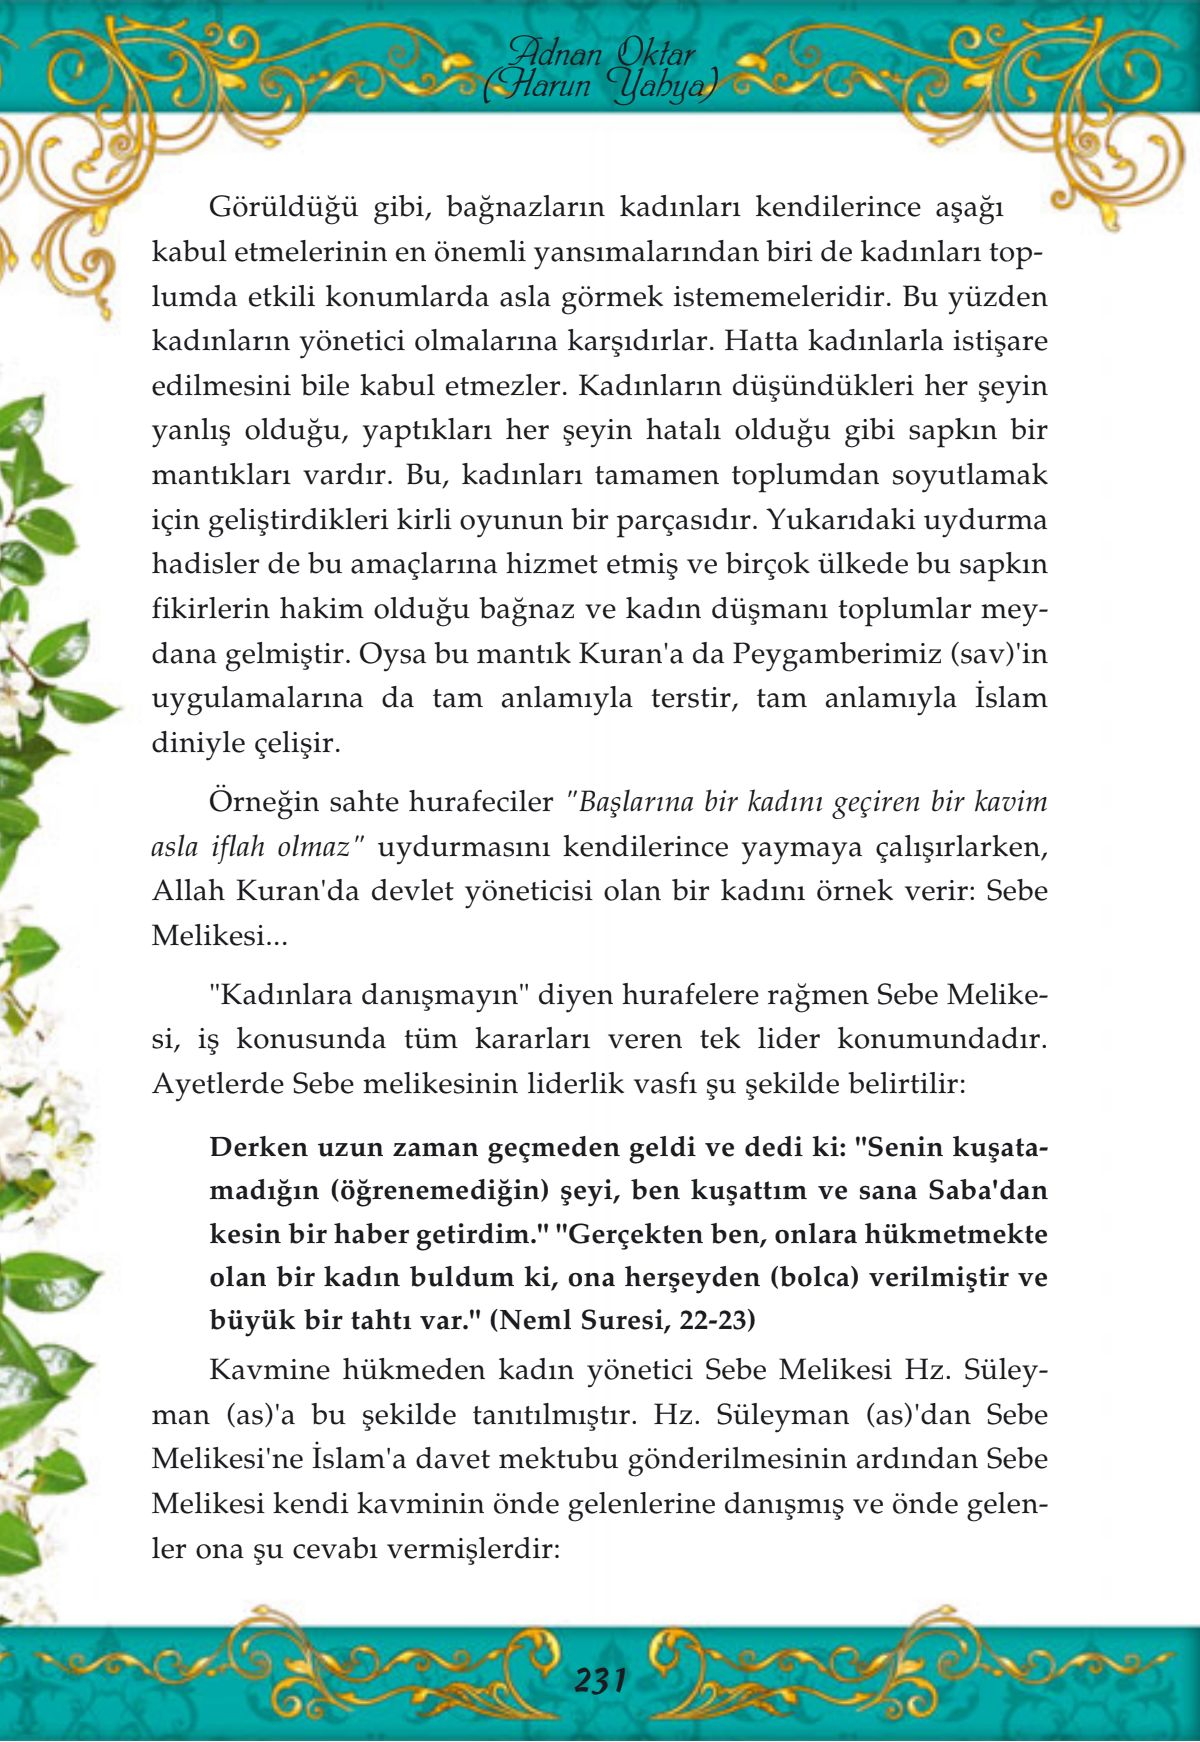 Adnan Oktar
(Harun Yahya)
Görüldüğü gibi, bağnazların kadınları kendilerince aşağı
kabul etmelerinin en önemli yansımalarından biri de kadınları top-
lumda etkili konumlarda asla görmek istememeleridir. Bu yüzden
kadınların yönetici olmalarına karşıdırlar. Hatta kadınlarla istişare
edilmesini bile kabul etmezler. Kadınların düşündükleri her şeyin
yanlış olduğu, yaptıkları her şeyin hatalı olduğu gibi sapkın bir
mantıkları vardır. Bu, kadınları tamamen toplumdan soyutlamak
için geliştirdikleri kirli oyunun bir parçasıdır. Yukarıdaki uydurma
hadisler de bu amaçlarına hizmet etmiş ve birçok ülkede bu sapkın
fikirlerin hakim olduğu bağnaz ve kadın düşmanı toplumlar mey-
dana gelmiştir. Oysa bu mantık Kuran'a da Peygamberimiz (sav)'in
uygulamalarına da tam anlamıyla terstir, tam anlamıyla İslam
diniyle çelişir.
Örneğin sahte hurafeciler "Başlarına bir kadını geçiren bir kavim
asla iflah olmaz" uydurmasını kendilerince yaymaya çalışırlarken,
Allah Kuran'da devlet yöneticisi olan bir kadını örnek verir: Sebe
Melikesi...
"Kadınlara danışmayın" diyen hurafelere rağmen Sebe Melike-
si, iş konusunda tüm kararları veren tek lider konumundadır.
Ayetlerde Sebe melikesinin liderlik vasfı şu şekilde belirtilir:
Derken uzun zaman geçmeden geldi ve dedi ki: "Senin kuşata-
madığın (öğrenemediğin) şeyi, ben kuşattım ve sana Saba'dan
kesin bir haber getirdim." "Gerçekten ben, onlara hükmetmekte
olan bir kadın buldum ki, ona herşeyden (bolca) verilmiştir ve
büyük bir tahtı var." (Neml Suresi, 22-23)
Kavmine hükmeden kadın yönetici Sebe Melikesi Hz. Süley-
man (as)'a bu şekilde tanıtılmıştır. Hz. Süleyman (as)'dan Sebe
Melikesi'ne İslam'a davet mektubu gönderilmesinin ardından Sebe
Melikesi kendi kavminin önde gelenlerine danışmış ve önde gelen-
ler ona şu cevabı vermişlerdir:
231